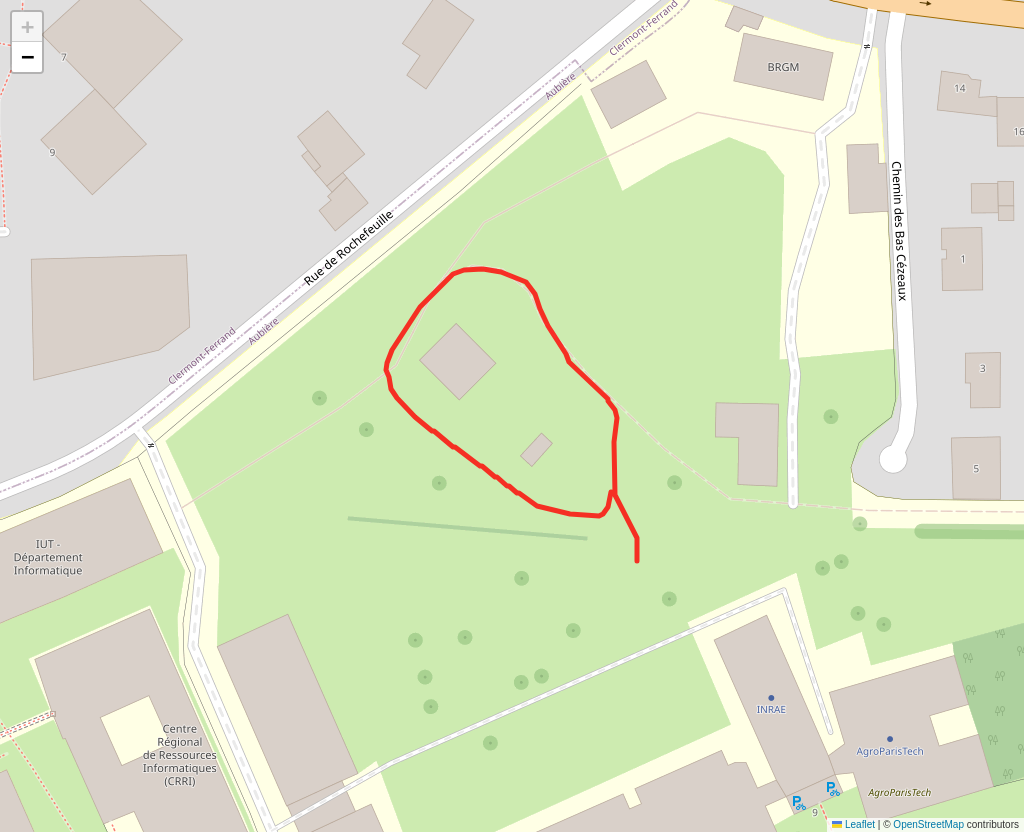 +
−
7
9
Clermont-Ferrand
Aubière
BRGM
14
16
Rue de Rochefeuille
Chemin des Bas Cézeaux
1
Clermont-Ferrand
Aubière
3
5
IUT -
Département
Informatique
Centre
Régional
de Ressources
Informatiques
(CRRI)
INRAE
AgroParisTech
AgroParisTech
9
Leaflet | © OpenStreetMap contributors